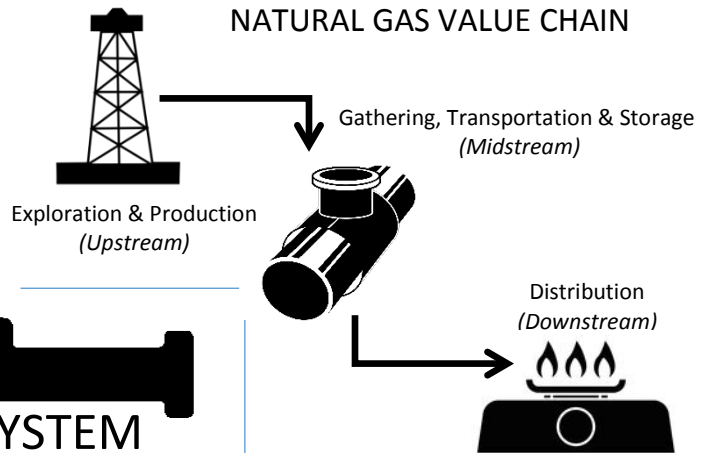 NATURAL GAS VALUE CHAIN
Gathering, Transportation & Storage
(Midstream)
Exploration & Production
(Upstream)
Distribution
(Downstream)
YSTEM